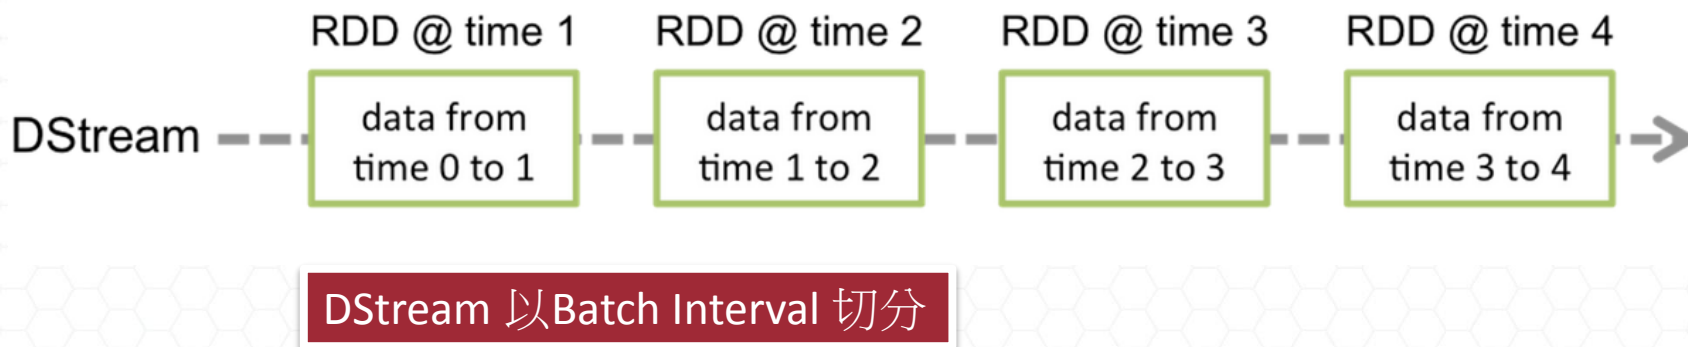 RDD @ time 1 RDD @ time 2 RDD @ time 3 RDD @ time 4
DStream
data from
time 0 to 1
data from
time 1 to 2
data from
time 2 to 3
data from
time 3 to 4
DStream 以Batch Interval 切分